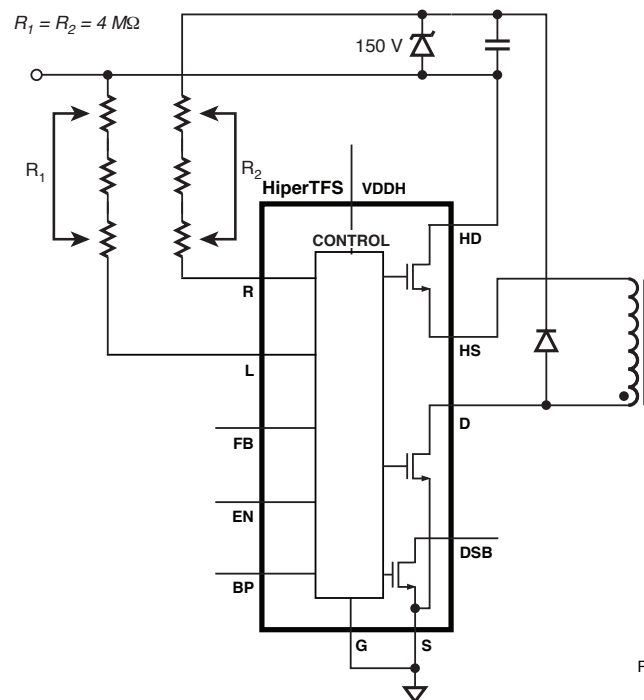 R1 = R2 = 4 MΩ
150 V
R1
R2
HiperTFS
VDDH
CONTROL
HD
R
HS
L
D
FB
EN
DSB
BP
G
S